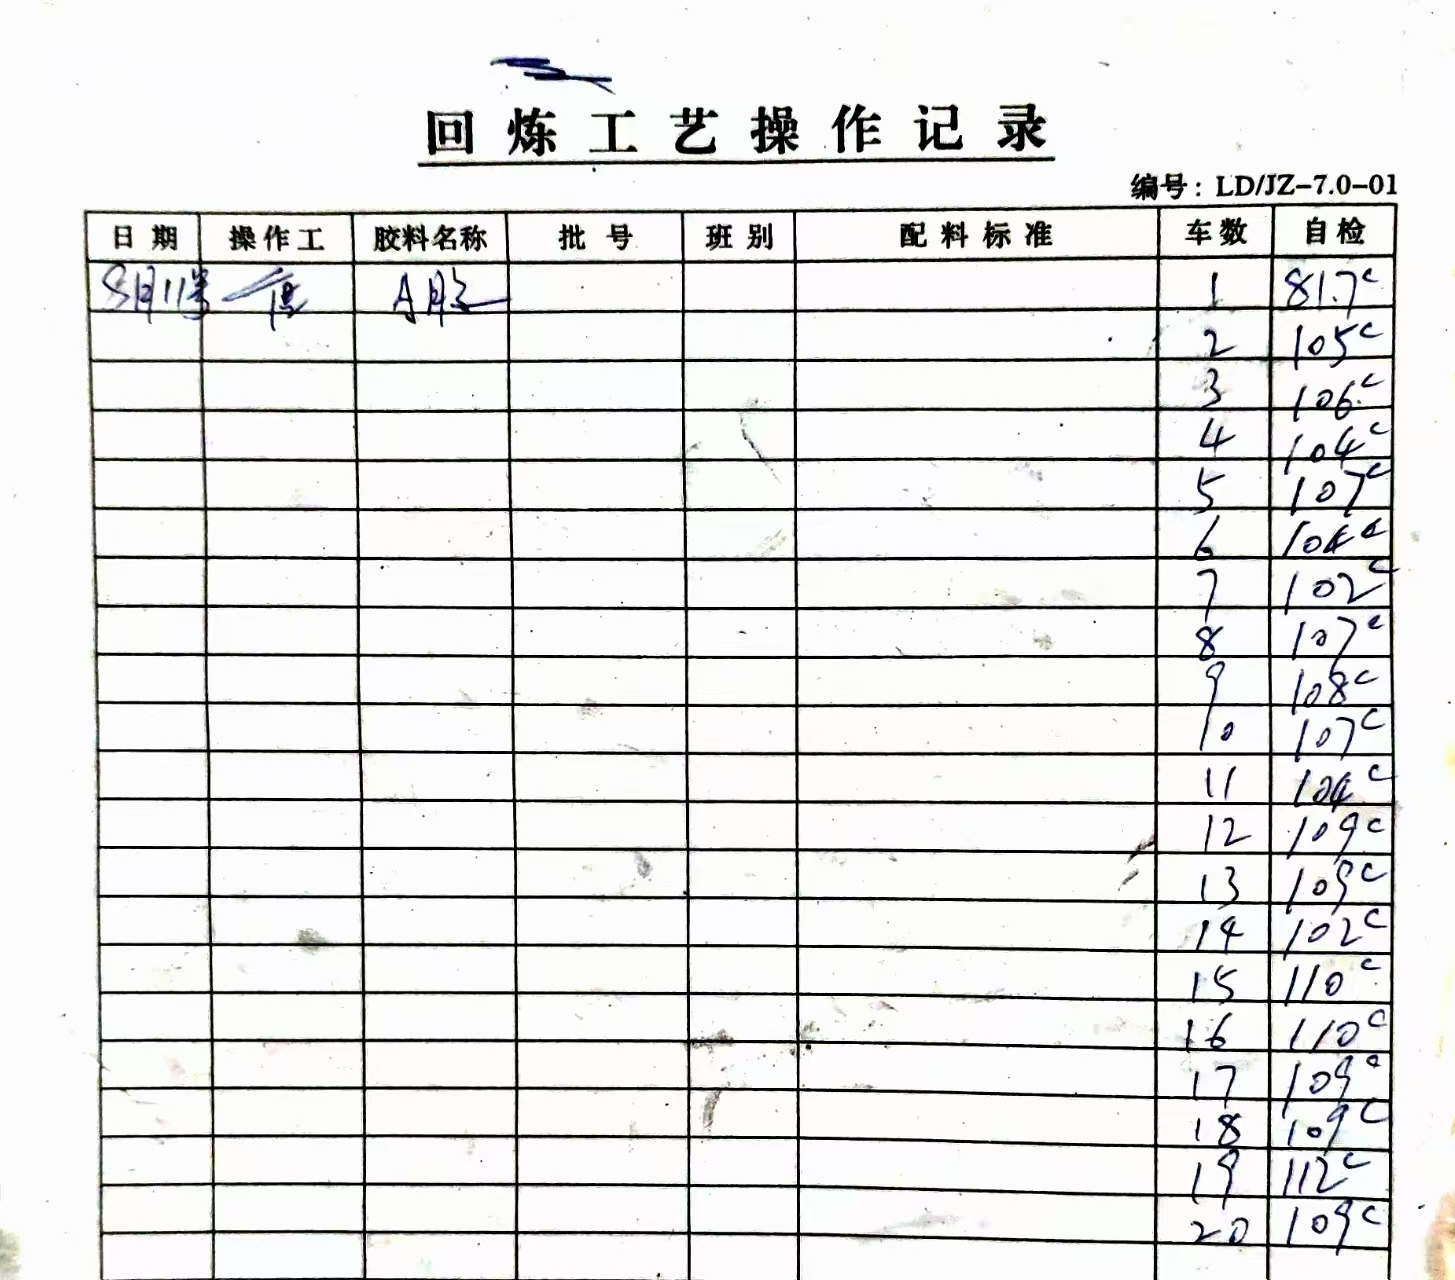 回炼工艺操作记录
编号: LD/JZ-7.0-01
日期 操作工 胶料名称 批号 班别 配料标准 车数 自检
8月11号 A胶 1 81.7c
2 105c
3 106c
4 104c
5 107c
6 104c
7 102c
8 107c
9 108c
10 107c
11 104c
12 109c
13 109c
14 102c
15 110c
16 110c
17 109c
18 109c
19 112c
20 109c